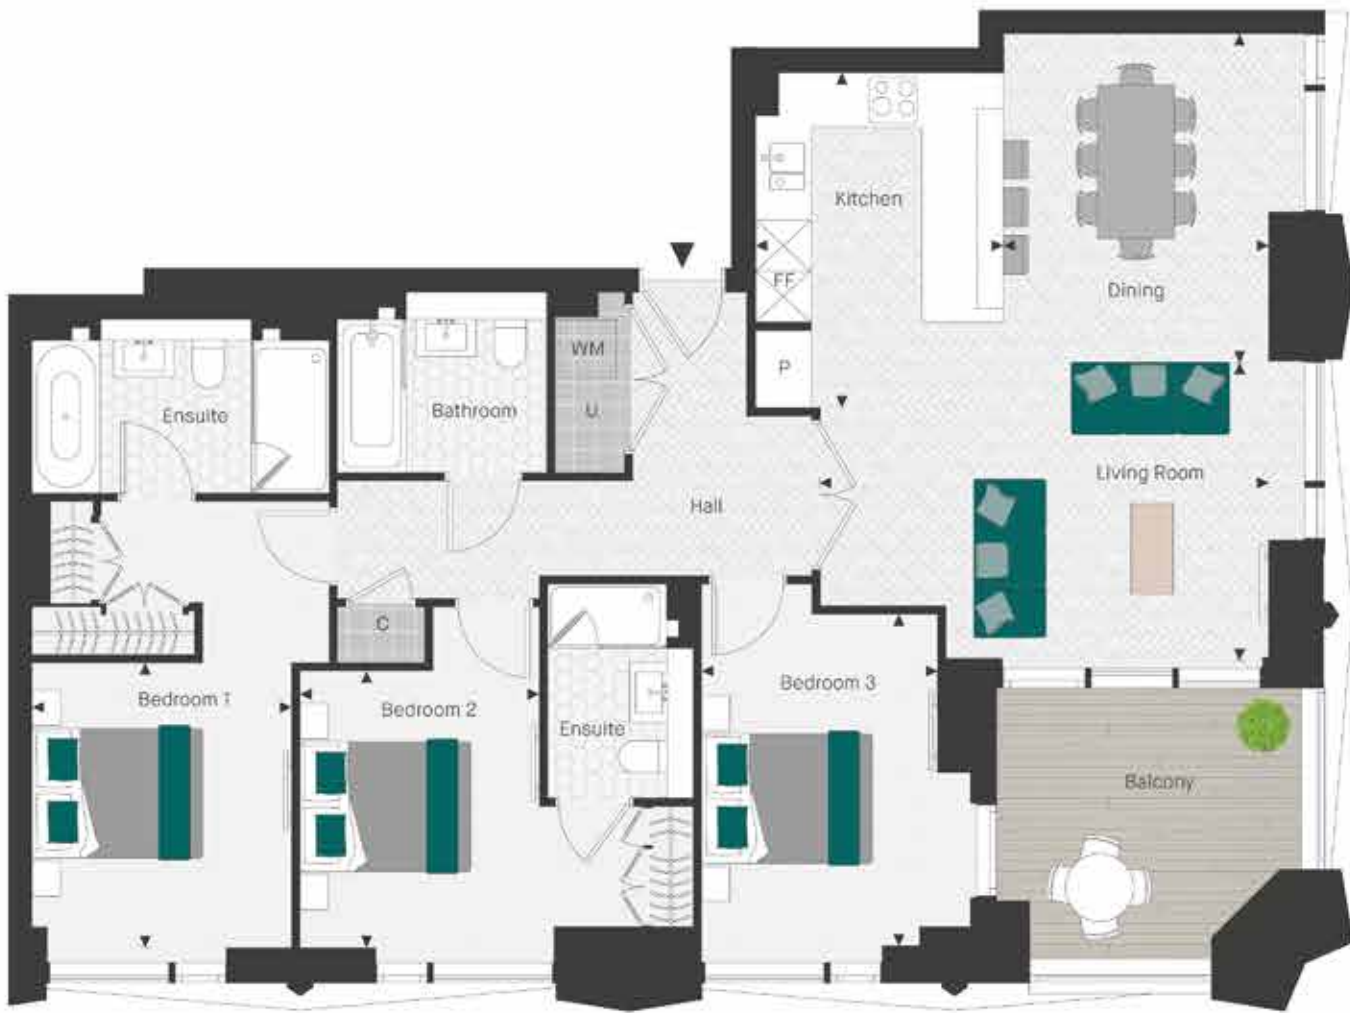 Kitchen
FF
Dining
P
WM
U
Ensuite
Bathroom
Living Room
Hall
C
Bedroom 1
Bedroom 2
Ensuite
Bedroom 3
Balcony